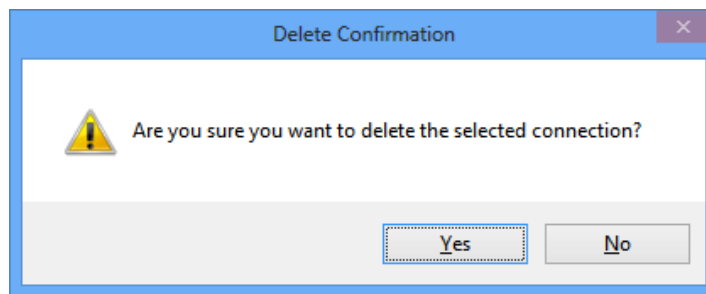 Delete Confirmation
Are you sure you want to delete the selected connection?
Yes
No